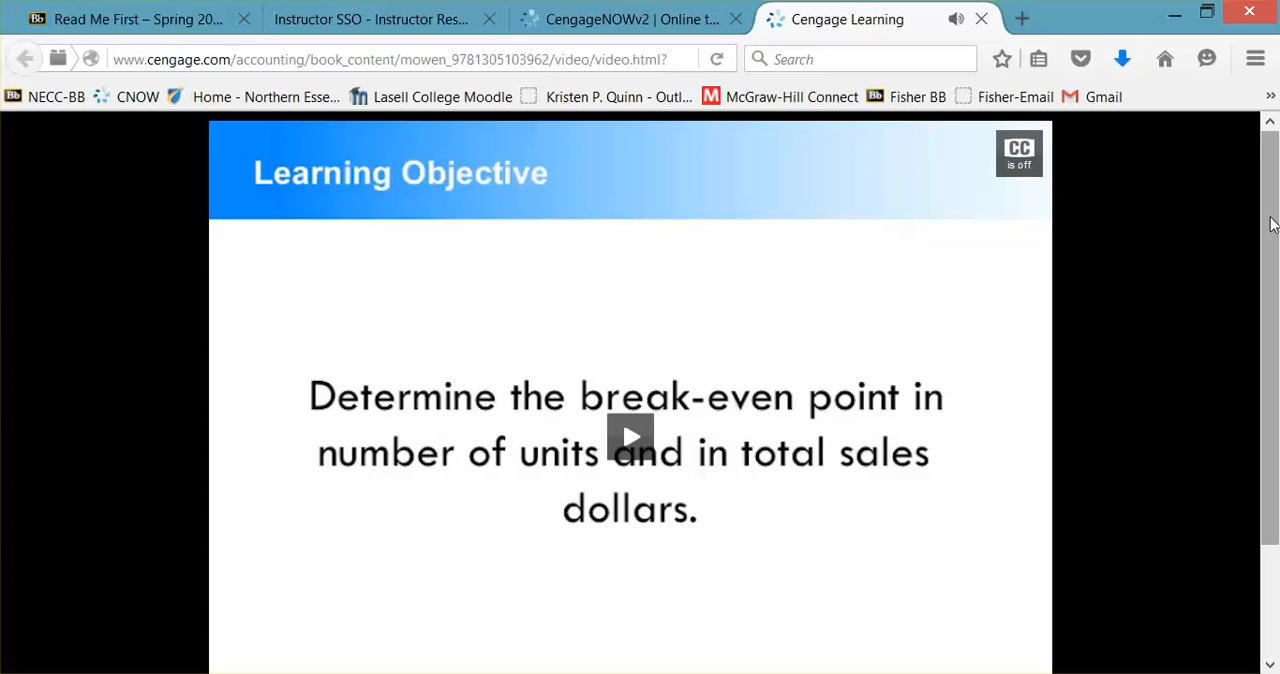 Bb Read Me First – Spring 20...
Instructor SSO - Instructor Res...
CengageNOWv2 | Online t...
Cengage Learning
www.cengage.com/accounting/book_content/mowen_9781305103962/video/video.html?
Search
Bb NECC-BB
CNOW
Home - Northern Esse...
Lasell College Moodle
Kristen P. Quinn - Outl...
M McGraw-Hill Connect
Bb Fisher BB
Fisher-Email
Gmail
»
Learning Objective
CC
is off
Determine the break-even point in
number of units and in total sales
dollars.